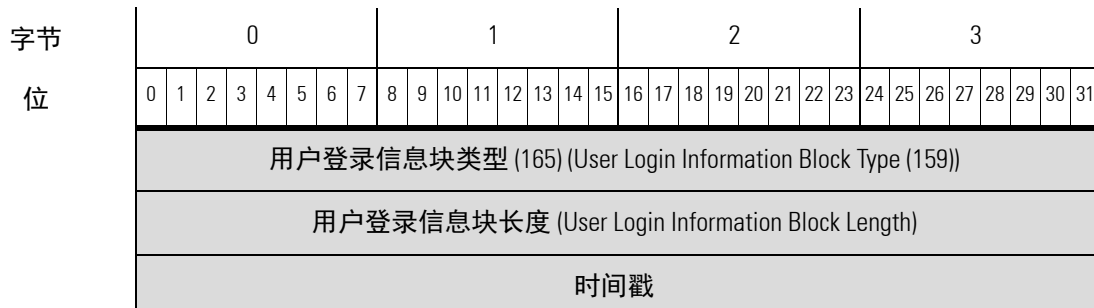 字节 0 1 2 3
位 0 1 2 3 4 5 6 7 8 9 10 11 12 13 14 15 16 17 18 19 20 21 22 23 24 25 26 27 28 29 30 31
用户登录信息块类型 (165) (User Login Information Block Type (159))
用户登录信息块长度 (User Login Information Block Length)
时间戳